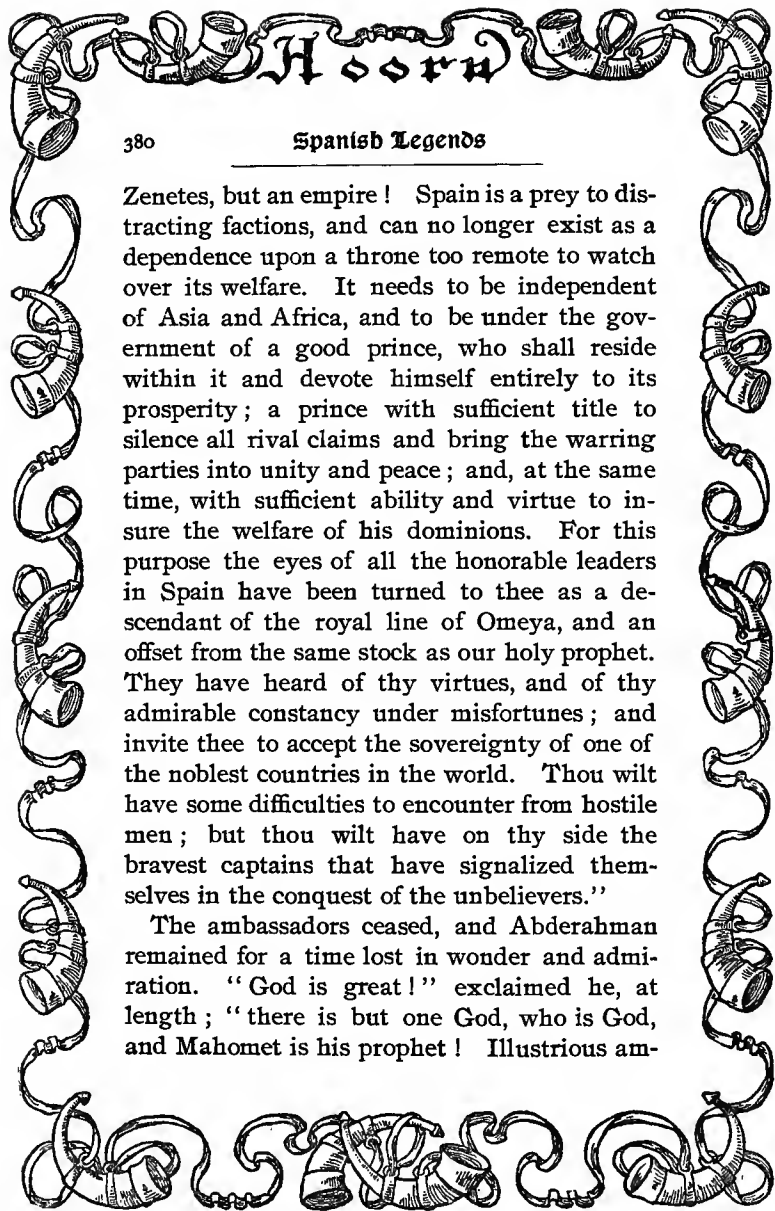 Hoorn
380 Spanish Legends
Zenetes, but an empire ! Spain is a prey to dis-
tracting factions, and can no longer exist as a
dependence upon a throne too remote to watch
over its welfare. It needs to be independent
of Asia and Africa, and to be under the gov-
ernment of a good prince, who shall reside
within it and devote himself entirely to its
prosperity ; a prince with sufficient title to
silence all rival claims and bring the warring
parties into unity and peace ; and, at the same
time, with sufficient ability and virtue to in-
sure the welfare of his dominions. For this
purpose the eyes of all the honorable leaders
in Spain have been turned to thee as a de-
scendant of the royal line of Omeya, and an
offset from the same stock as our holy prophet.
They have heard of thy virtues, and of thy
admirable constancy under misfortunes ; and
invite thee to accept the sovereignty of one of
the noblest countries in the world. Thou wilt
have some difficulties to encounter from hostile
men ; but thou wilt have on thy side the
bravest captains that have signalized them-
selves in the conquest of the unbelievers.''
The ambassadors ceased, and Abderahman
remained for a time lost in wonder and admi-
ration. '' God is great ! '' exclaimed he, at
length ; '' there is but one God, who is God,
and Mahomet is his prophet ! Illustrious am-